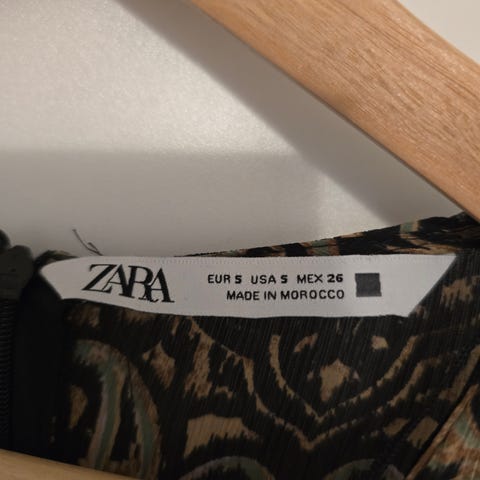 ZARA
EUR S USA S MEX 26
MADE IN MOROCCO